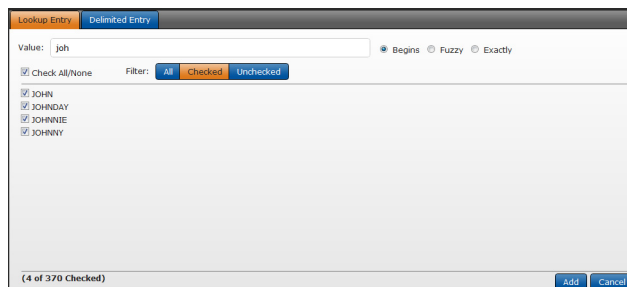 Lookup Entry Delimited Entry
Value: joh Begins Fuzzy Exactly
Check All/None Filter: All Checked Unchecked
JOHN
JOHNDAY
JOHNNIE
JOHNNY
(4 of 370 Checked) Add Cancel